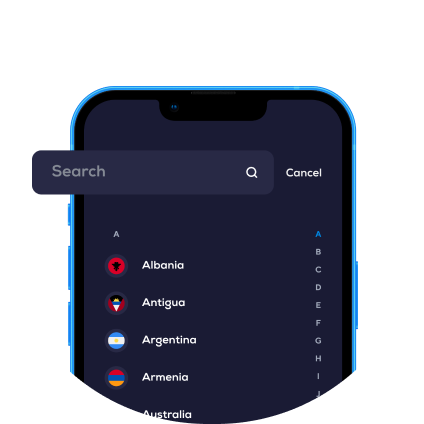 Search
Cancel
A
Albania
Antigua
Argentina
Armenia
Australia
A
B
C
D
E
F
G
H
I
J